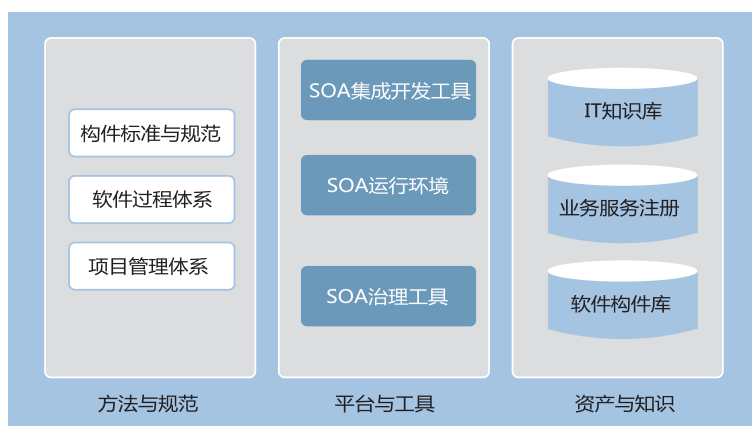 构件标准与规范
软件过程体系
项目管理体系
方法与规范
SOA集成开发工具
SOA运行环境
SOA治理工具
平台与工具
IT知识库
业务服务注册
软件构件库
资产与知识